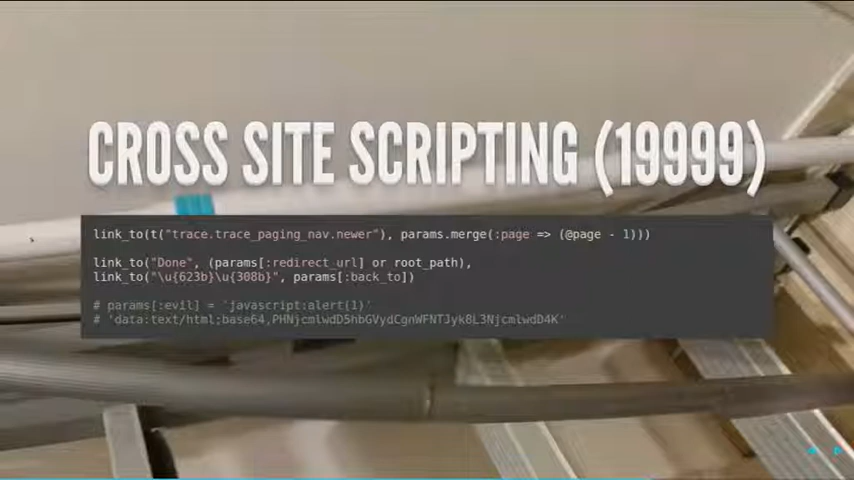 CROSS SITE SCRIPTING (19999)
link_to(t("trace.trace_paging_nav.newer"), params.merge(:page => (@page - 1)))
link_to("Done", (params[:redirect_url] or root_path),
link_to("\u{623b}\u{308b}", params[:back_to])
# params[:evil] = 'javascript:alert(1)'
# 'data:text/html;base64,PHNjcmlwdD5hbGVydCgnWFNTJyk8L3NjcmlwdD4K'